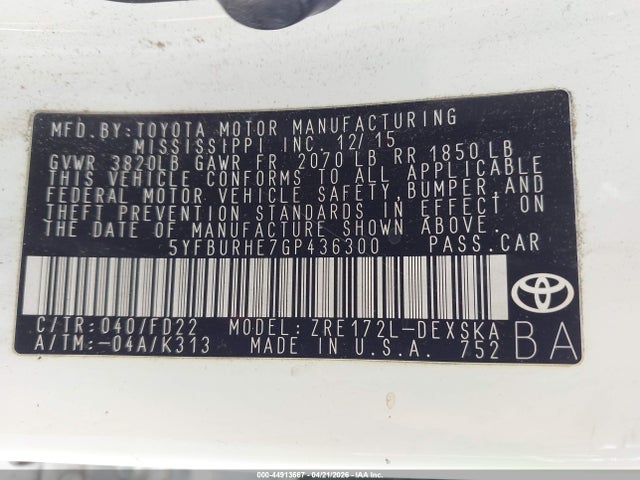 MFD. BY: TOYOTA MOTOR MANUFACTURING
MISSISSIPPI INC. 12/15
GVWR 3820LB GAWR FR 2070 LB RR 1850 LB
THIS VEHICLE CONFORMS TO ALL APPLICABLE
FEDERAL MOTOR VEHICLE SAFETY, BUMPER, AND
THEFT PREVENTION STANDARDS IN EFFECT ON
THE DATE OF MANUFACTURE SHOWN ABOVE.
5YFBURHE7GP436300 PASS. CAR
C/TR: 040/FD22 MODEL: ZRE172L-DEXSKA
A/TM: -04A/K313 MADE IN U.S.A. 752
BA
000-44913667 - 04/21/2026 - IAA Inc.